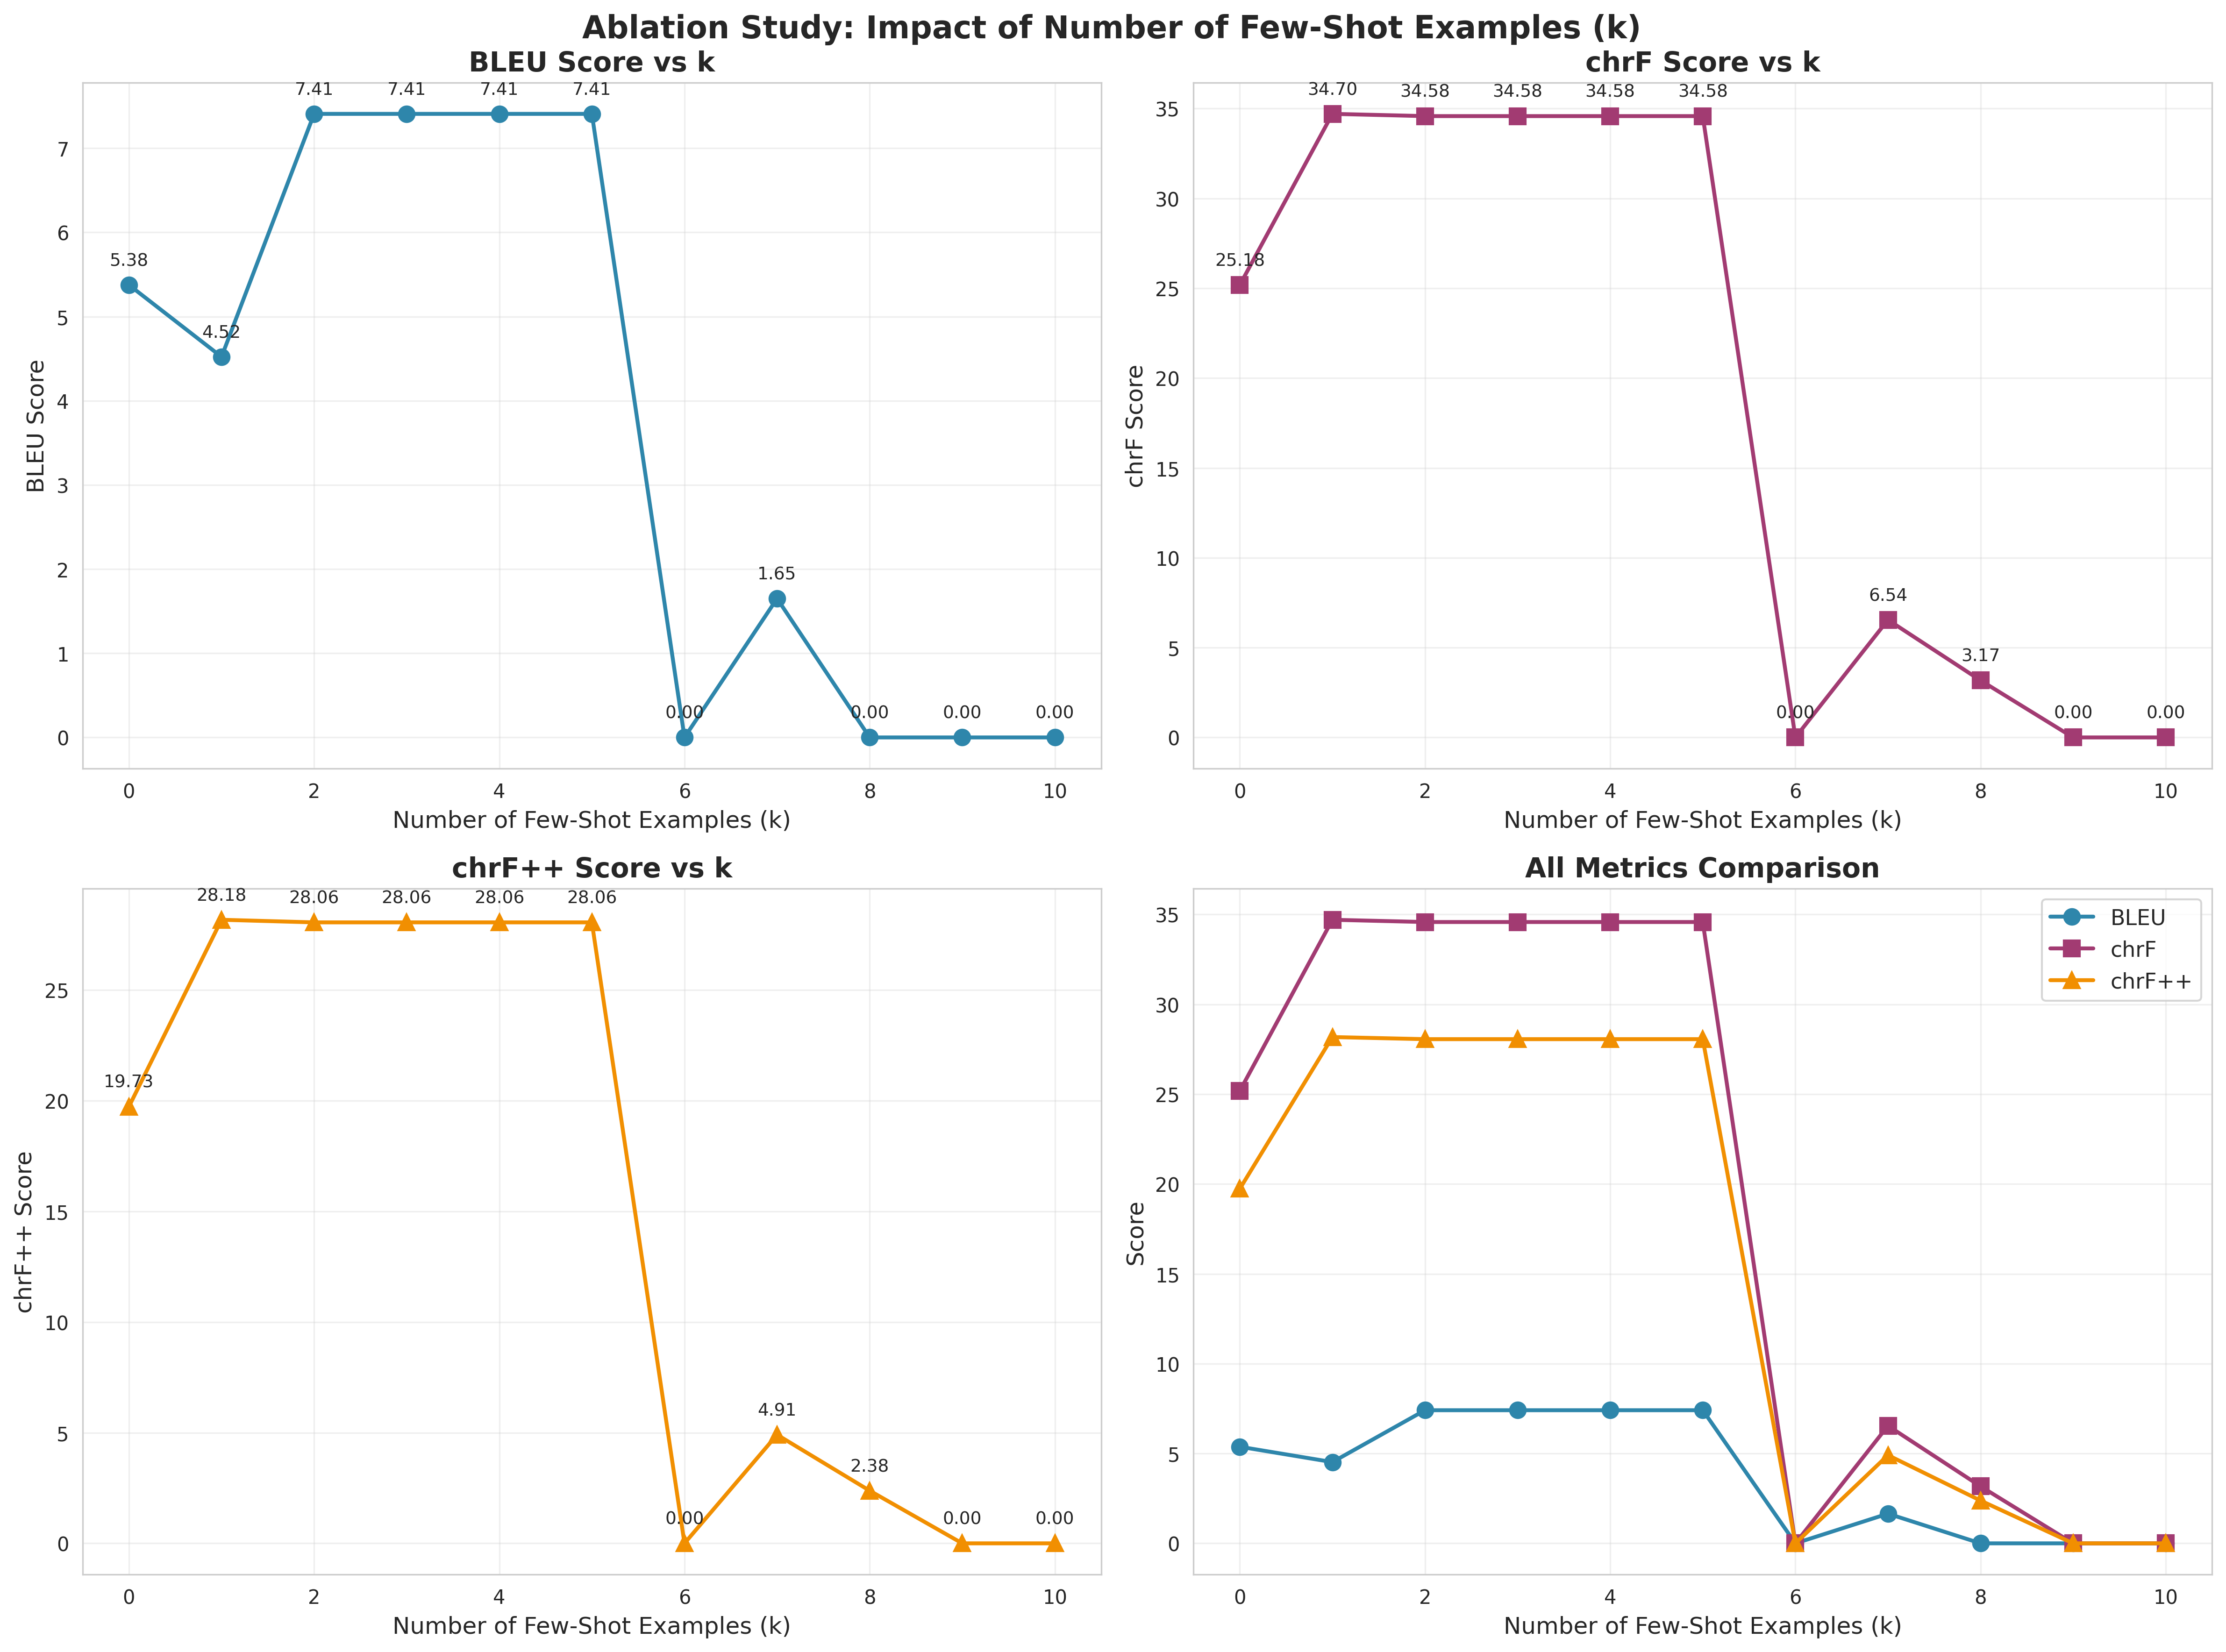 Ablation Study: Impact of Number of Few-Shot Examples (k)
BLEU Score vs k
7.41 7.41 7.41 7.41
5.38
4.52
0.00
1.65
0.00 0.00 0.00
7
6
5
4
3
2
1
0
BLEU Score
0 2 4 6 8 10
Number of Few-Shot Examples (k)
chrF Score vs k
34.70 34.58 34.58 34.58 34.58
25.18
0.00
6.54
3.17
0.00 0.00
35
30
25
20
15
10
5
0
chrF Score
0 2 4 6 8 10
Number of Few-Shot Examples (k)
chrF++ Score vs k
28.18 28.06 28.06 28.06 28.06
19.73
0.00
4.91
2.38
0.00 0.00
25
20
15
10
5
0
chrF++ Score
0 2 4 6 8 10
Number of Few-Shot Examples (k)
All Metrics Comparison
BLEU
chrF
chrF++
35
30
25
20
15
10
5
0
Score
0 2 4 6 8 10
Number of Few-Shot Examples (k)